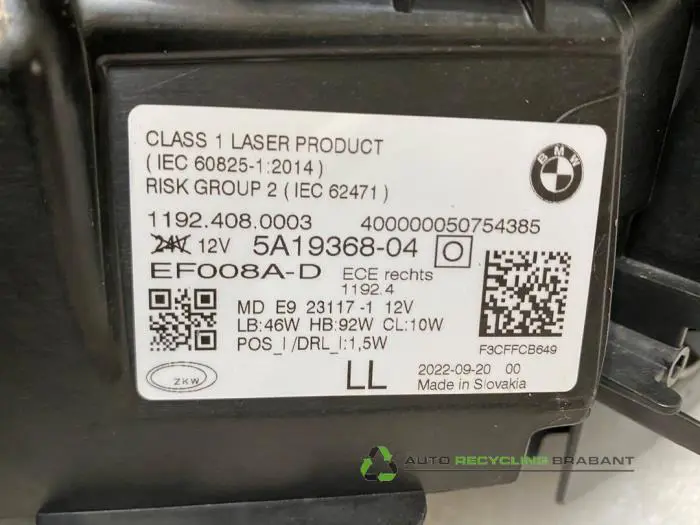 CLASS 1 LASER PRODUCT
(IEC 60825-1:2014)
RISK GROUP 2 (IEC 62471)
BMW
1192.408.0003 400000050754385
24V 12V 5A19368-04 O
EF008A-D ECE rechts
1192.4
MD E9 23117-1 12V
LB:46W HB:92W CL:10W
POS_I/DRL_I:1,5W
F3CFFCB649
ZKW
LL
2022-09-20 00
Made in Slovakia
AUTO RECYCLING BRABANT